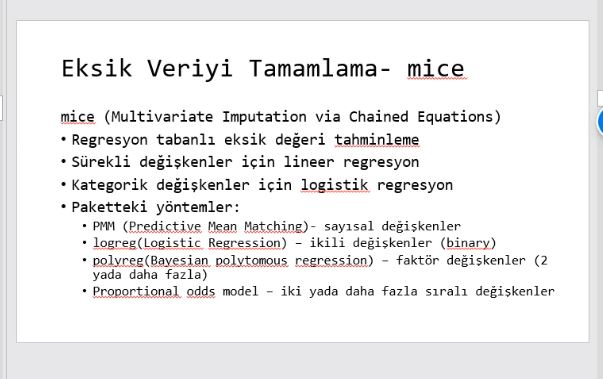 Eksik Veriyi Tamamlama- mice
mice (Multivariate Imputation via Chained Equations)
• Regresyon tabanlı eksik değeri tahminleme
• Sürekli değişkenler için lineer regresyon
• Kategorik değişkenler için logistik regresyon
• Paketteki yöntemler:
• PMM (Predictive Mean Matching)- sayısal değişkenler
• logreg(Logistic Regression) – ikili değişkenler (binary)
• polyreg(Bayesian polytomous regression) – faktör değişkenler (2
yada daha fazla)
• Proportional odds model – iki yada daha fazla sıralı değişkenler